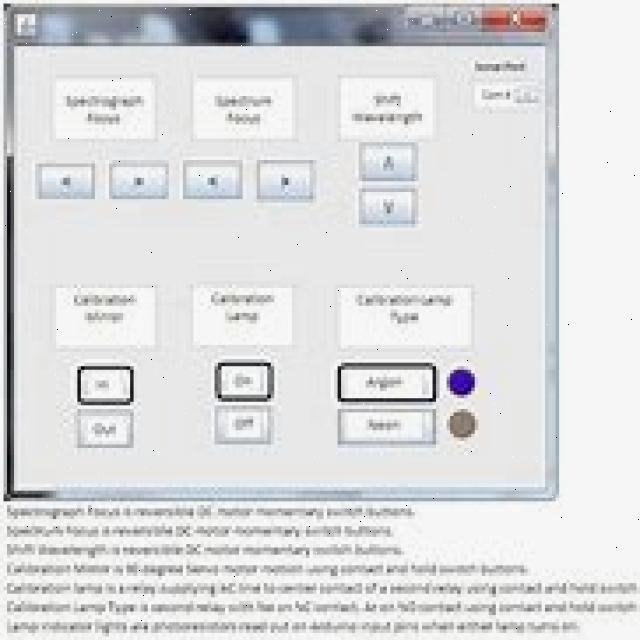 Spectrograph
Focus
Spectrum
Focus
Shift
Wavelength
<
>
<
>
Λ
V
Calibration
Mirror
Calibration
Lamp
Calibration Lamp
Type
In
On
Argon
Out
Off
Neon
Spectrograph Focus is reversible DC motor momentary switch buttons.
Spectrum Focus is reversible DC motor momentary switch buttons.
Shift Wavelength is reversible DC motor momentary switch buttons.
Calibration Mirror is degree Servo motor motion using contact and hold switch buttons.
Calibration lamp is a relay supplying AC line to center contact of a second relay using contact and hold switch
Calibration Lamp Type is second relay with Ne on NC contact. Ar on NO contact using contact and hold switch
Lamp indicator lights are photoresistors read out on Arduino input pins when either lamp turns on.